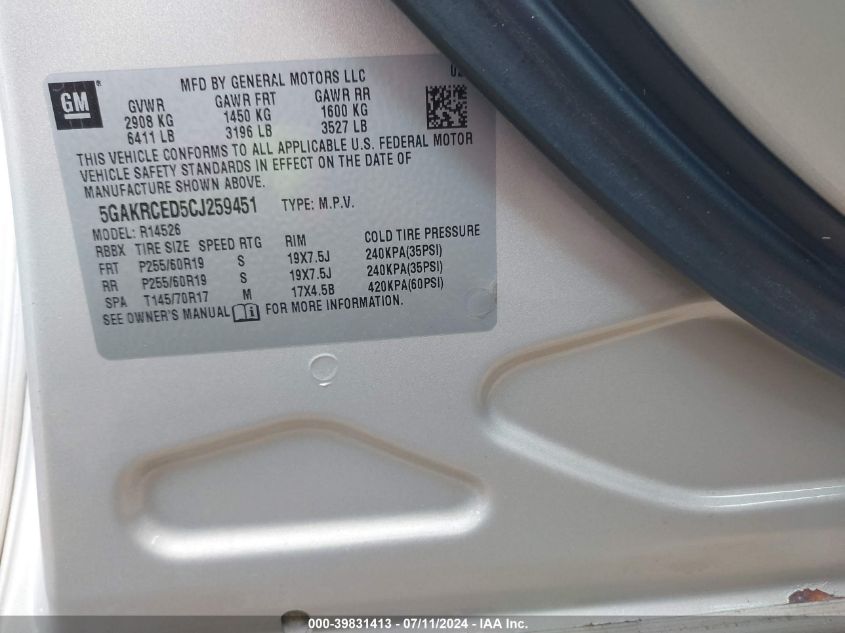 GM ®
MFD BY GENERAL MOTORS LLC
GVWR GAWR FRT GAWR RR
2908 KG 1450 KG 1600 KG
6411 LB 3196 LB 3527 LB
THIS VEHICLE CONFORMS TO ALL APPLICABLE U.S. FEDERAL MOTOR
VEHICLE SAFETY STANDARDS IN EFFECT ON THE DATE OF
MANUFACTURE SHOWN ABOVE.
5GAKRCED5CJ259451 TYPE: M.P.V.
MODEL: R14526
RBBX TIRE SIZE SPEED RTG RIM COLD TIRE PRESSURE
FRT P255/60R19 S 19X7.5J 240KPA(35PSI)
RR P255/60R19 S 19X7.5J 240KPA(35PSI)
SPA T145/70R17 M 17X4.5B 420KPA(60PSI)
SEE OWNER'S MANUAL i FOR MORE INFORMATION.
000-39831413 - 07/11/2024 - IAA Inc.